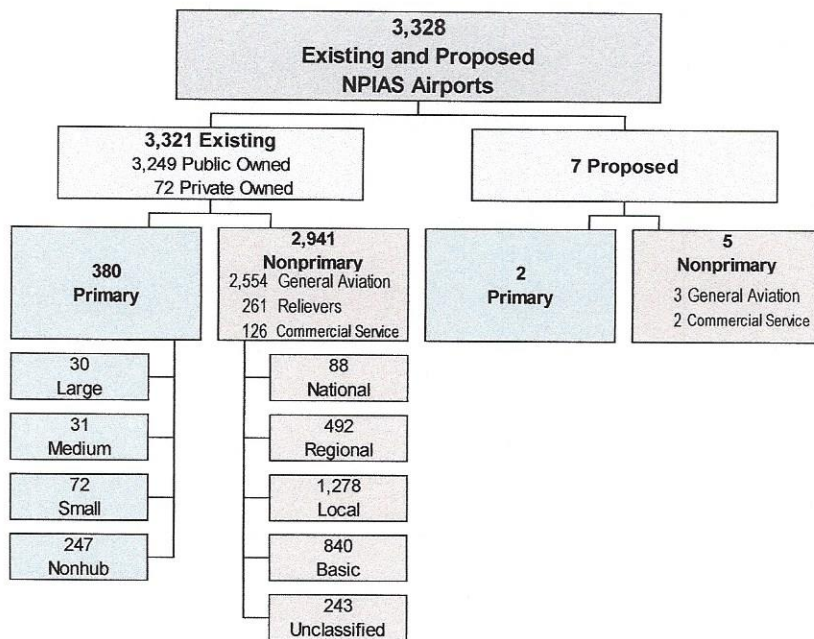 3,328
Existing and Proposed
NPIAS Airports
3,321 Existing
3,249 Public Owned
72 Private Owned
7 Proposed
380
Primary
2,941
Nonprimary
2,554 General Aviation
261 Relievers
126 Commercial Service
2
Primary
5
Nonprimary
3 General Aviation
2 Commercial Service
30
Large
31
Medium
72
Small
247
Nonhub
88
National
492
Regional
1,278
Local
840
Basic
243
Unclassified